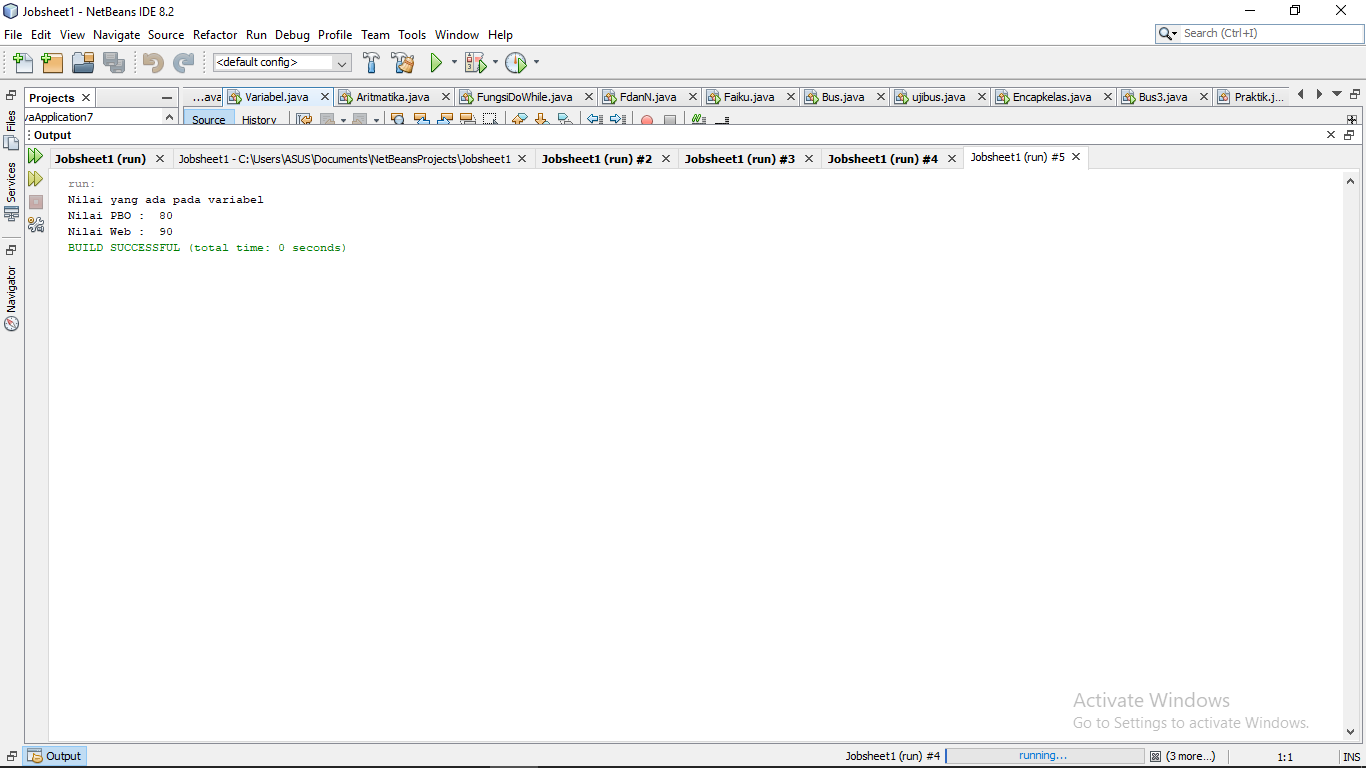 Jobsheet1 - NetBeans IDE 8.2
File Edit View Navigate Source Refactor Run Debug Profile Team Tools Window Help
Search (Ctrl+I)
<default config>
Projects
...ava Variabel.java Aritmatika.java FungsiDoWhile.java FdanN.java Faiku.java Bus.java ujibus.java Encapkelas.java Bus3.java Praktik.j...
vaApplication7
Source History
Output
Files
Services
Navigator
Jobsheet1 (run) Jobsheet1 - C:\Users\ASUS\Documents\NetBeansProjects\Jobsheet1 Jobsheet1 (run) #2 Jobsheet1 (run) #3 Jobsheet1 (run) #4 Jobsheet1 (run) #5
run:
Nilai yang ada pada variabel
Nilai PBO : 80
Nilai Web : 90
BUILD SUCCESSFUL (total time: 0 seconds)
Activate Windows
Go to Settings to activate Windows.
Output
Jobsheet1 (run) #4 running... (3 more...) 1:1 INS